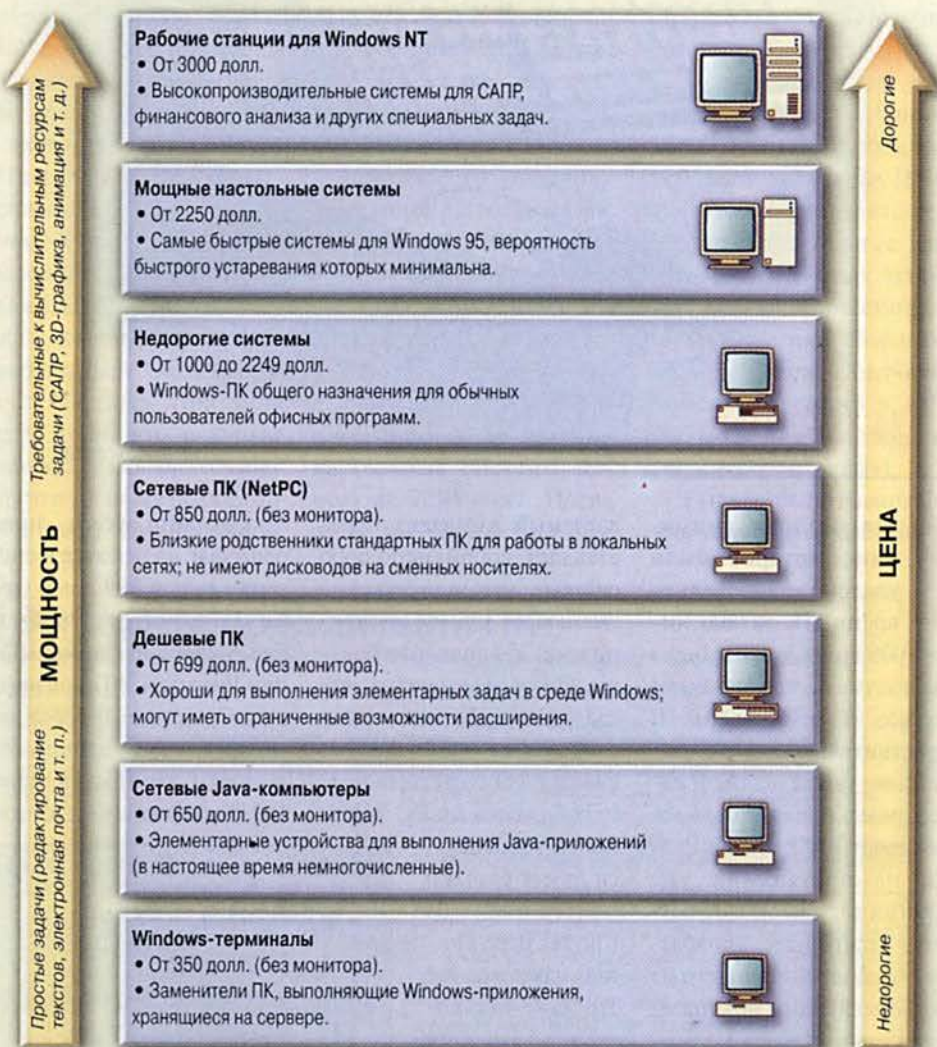 Рабочие станции для Windows NT
• От 3000 долл.
• Высокопроизводительные системы для САПР,
финансового анализа и других специальных задач.
Мощные настольные системы
• От 2250 долл.
• Самые быстрые системы для Windows 95, вероятность
быстрого устаревания которых минимальна.
Недорогие системы
• От 1000 до 2249 долл.
• Windows-ПК общего назначения для обычных
пользователей офисных программ.
Сетевые ПК (NetPC)
• От 850 долл. (без монитора).
• Близкие родственники стандартных ПК для работы в локальных
сетях; не имеют дисководов на сменных носителях.
Дешевые ПК
• От 699 долл. (без монитора).
• Хороши для выполнения элементарных задач в среде Windows;
могут иметь ограниченные возможности расширения.
Сетевые Java-компьютеры
• От 650 долл. (без монитора).
• Элементарные устройства для выполнения Java-приложений
(в настоящее время немногочисленные).
Windows-терминалы
• От 350 долл. (без монитора).
• Заменители ПК, выполняющие Windows-приложения,
хранящиеся на сервере.
МОЩНОСТЬ
Требовательные к вычислительным ресурсам
задачи (САПР, 3D-графика, анимация и т. д.)
Простые задачи (редактирование
текстов, электронная почта и т. п.)
ЦЕНА
Дорогие
Недорогие